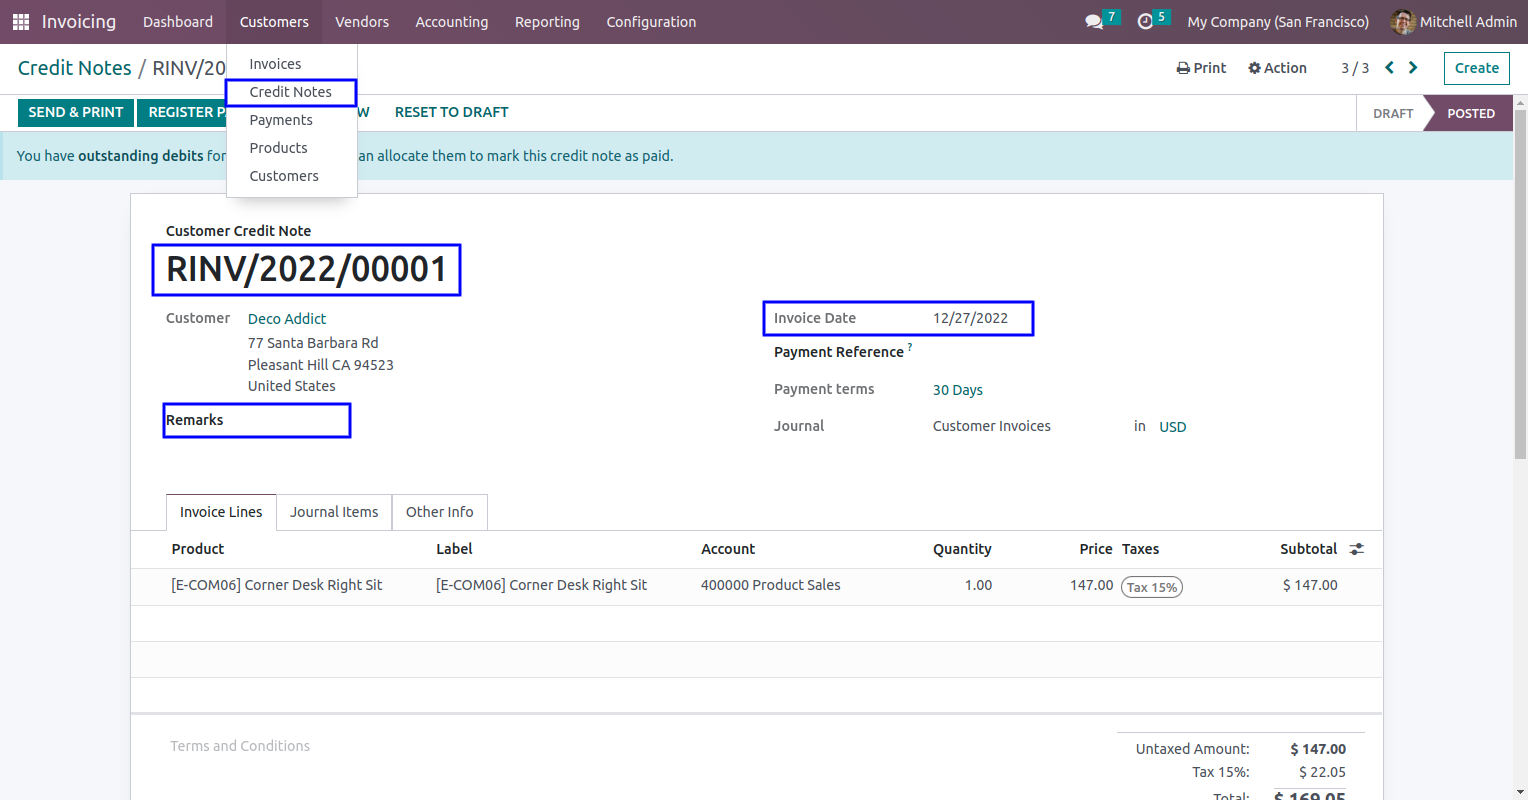 Invoicing Dashboard Customers Vendors Accounting Reporting Configuration 7 5 My Company (San Francisco) Mitchell Admin
Credit Notes / RINV/20 Print Action 3 / 3 Create
Invoices
Credit Notes
Payments
Products
Customers
SEND & PRINT REGISTER RESET TO DRAFT DRAFT POSTED
You have outstanding debits for an allocate them to mark this credit note as paid.
Customer Credit Note
RINV/2022/00001
Customer Deco Addict
77 Santa Barbara Rd
Pleasant Hill CA 94523
United States
Remarks
Invoice Date 12/27/2022
Payment Reference ?
Payment terms 30 Days
Journal Customer Invoices in USD
Invoice Lines Journal Items Other Info
Product Label Account Quantity Price Taxes Subtotal
[E-COM06] Corner Desk Right Sit [E-COM06] Corner Desk Right Sit 400000 Product Sales 1.00 147.00 Tax 15% $ 147.00
Terms and Conditions
Untaxed Amount: $ 147.00
Tax 15%: $ 22.05
Total: $ 169.05